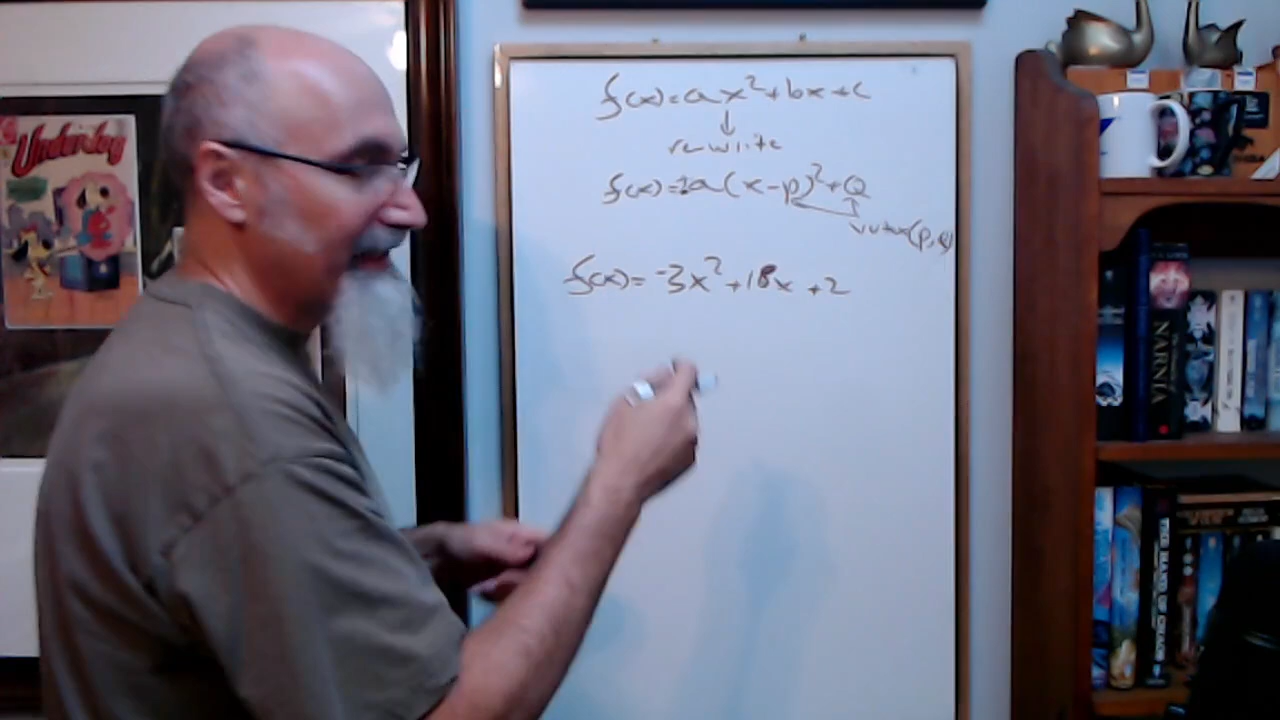 f(x)=ax²+bx+c
↓
rewrite
f(x)=a(x-p)²+Q
vertex(p,Q)
f(x)=-3x²+18x+2
Underdog
NARNIA